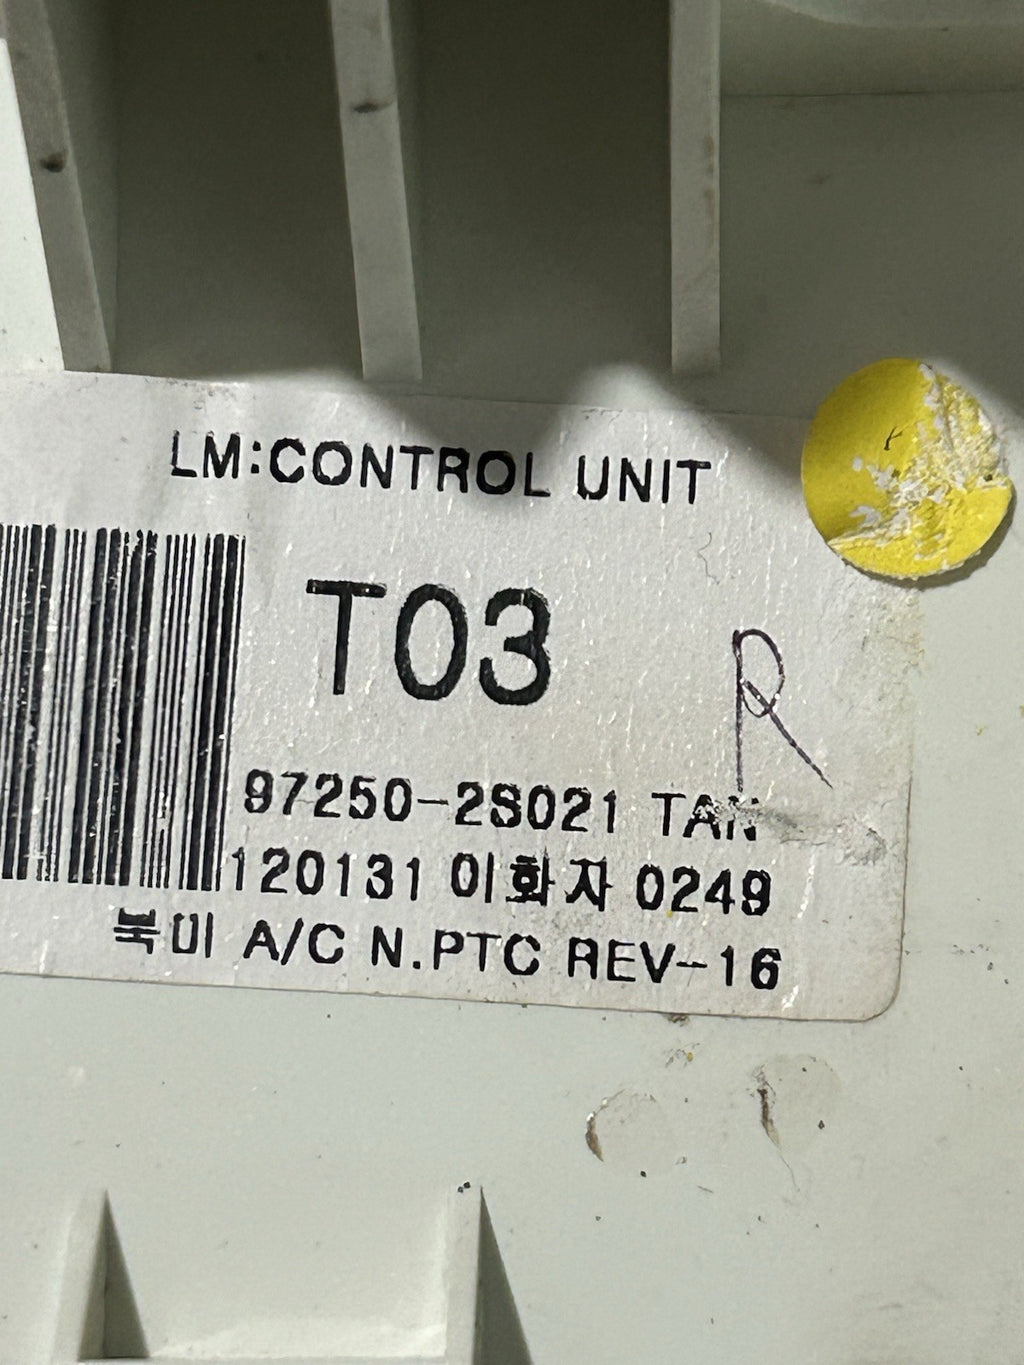 LM:CONTROL UNIT
T03
R
97250-2S021 TAN
120131 이화자 0249
북미 A/C N.PTC REV-16